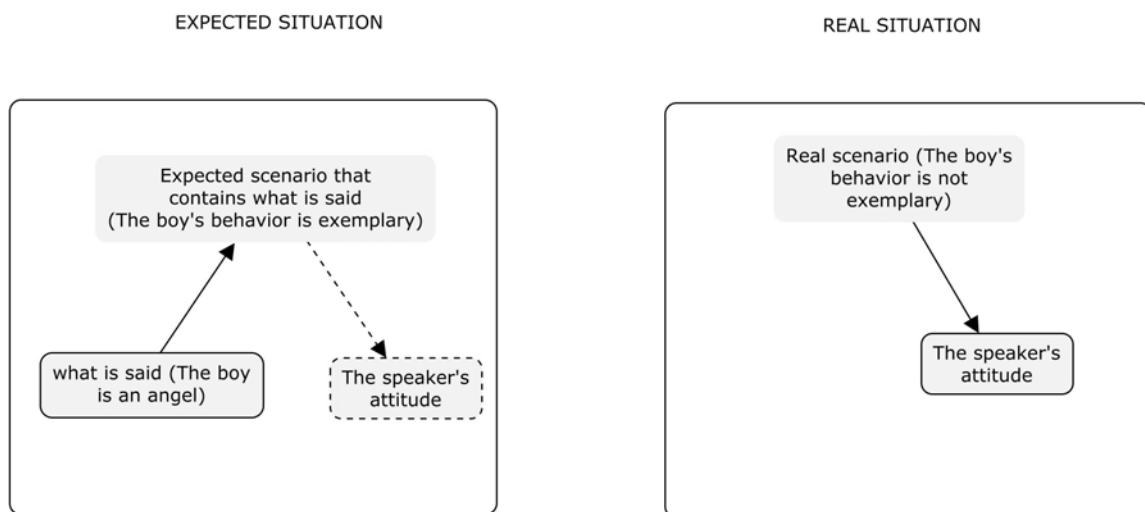 EXPECTED SITUATION
REAL SITUATION
Expected scenario that
contains what is said
(The boy's behavior is exemplary)
what is said (The boy
is an angel)
The speaker's
attitude
Real scenario (The boy's
behavior is not
exemplary)
The speaker's
attitude